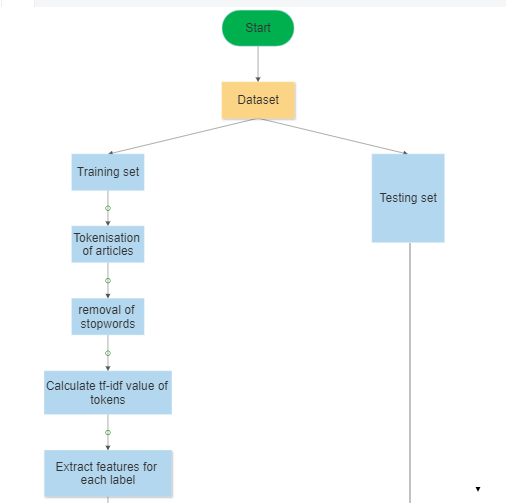 Start
Dataset
Training set
Testing set
Tokenisation
of articles
removal of
stopwords
Calculate tf-idf value of
tokens
Extract features for
each label